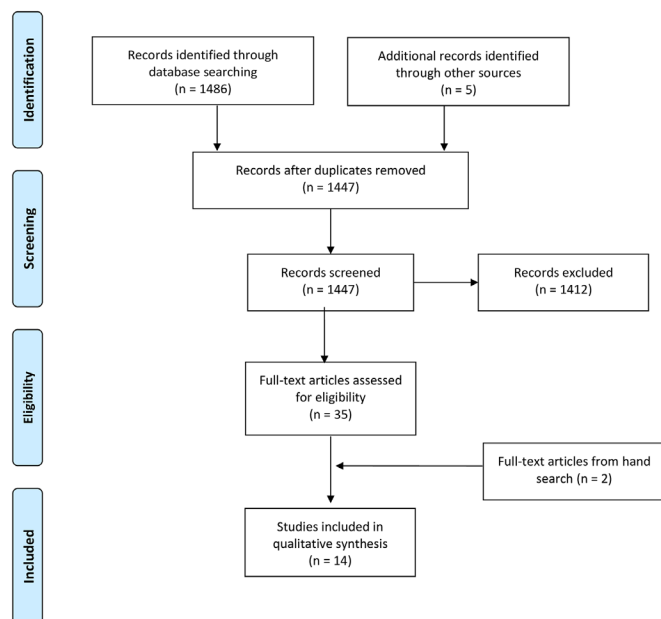 Identification
Records identified through
database searching
(n = 1486)
Additional records identified
through other sources
(n = 5)
Records after duplicates removed
(n = 1447)
Screening
Records screened
(n = 1447)
Records excluded
(n = 1412)
Eligibility
Full-text articles assessed
for eligibility
(n = 35)
Full-text articles from hand
search (n = 2)
Included
Studies included in
qualitative synthesis
(n = 14)